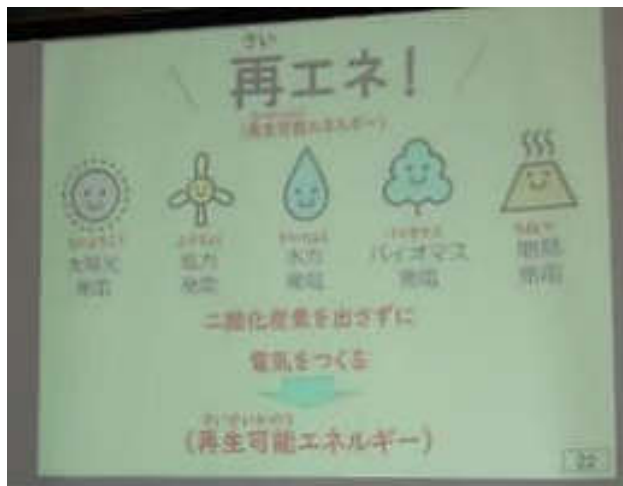 さい
再エネ!
(再生可能エネルギー)
太陽光
発電
風力
発電
水力
発電
バイオマス
発電
地熱
発電
二酸化炭素を出さずに
電気をつくる
さいせいかのう
(再生可能エネルギー)
22